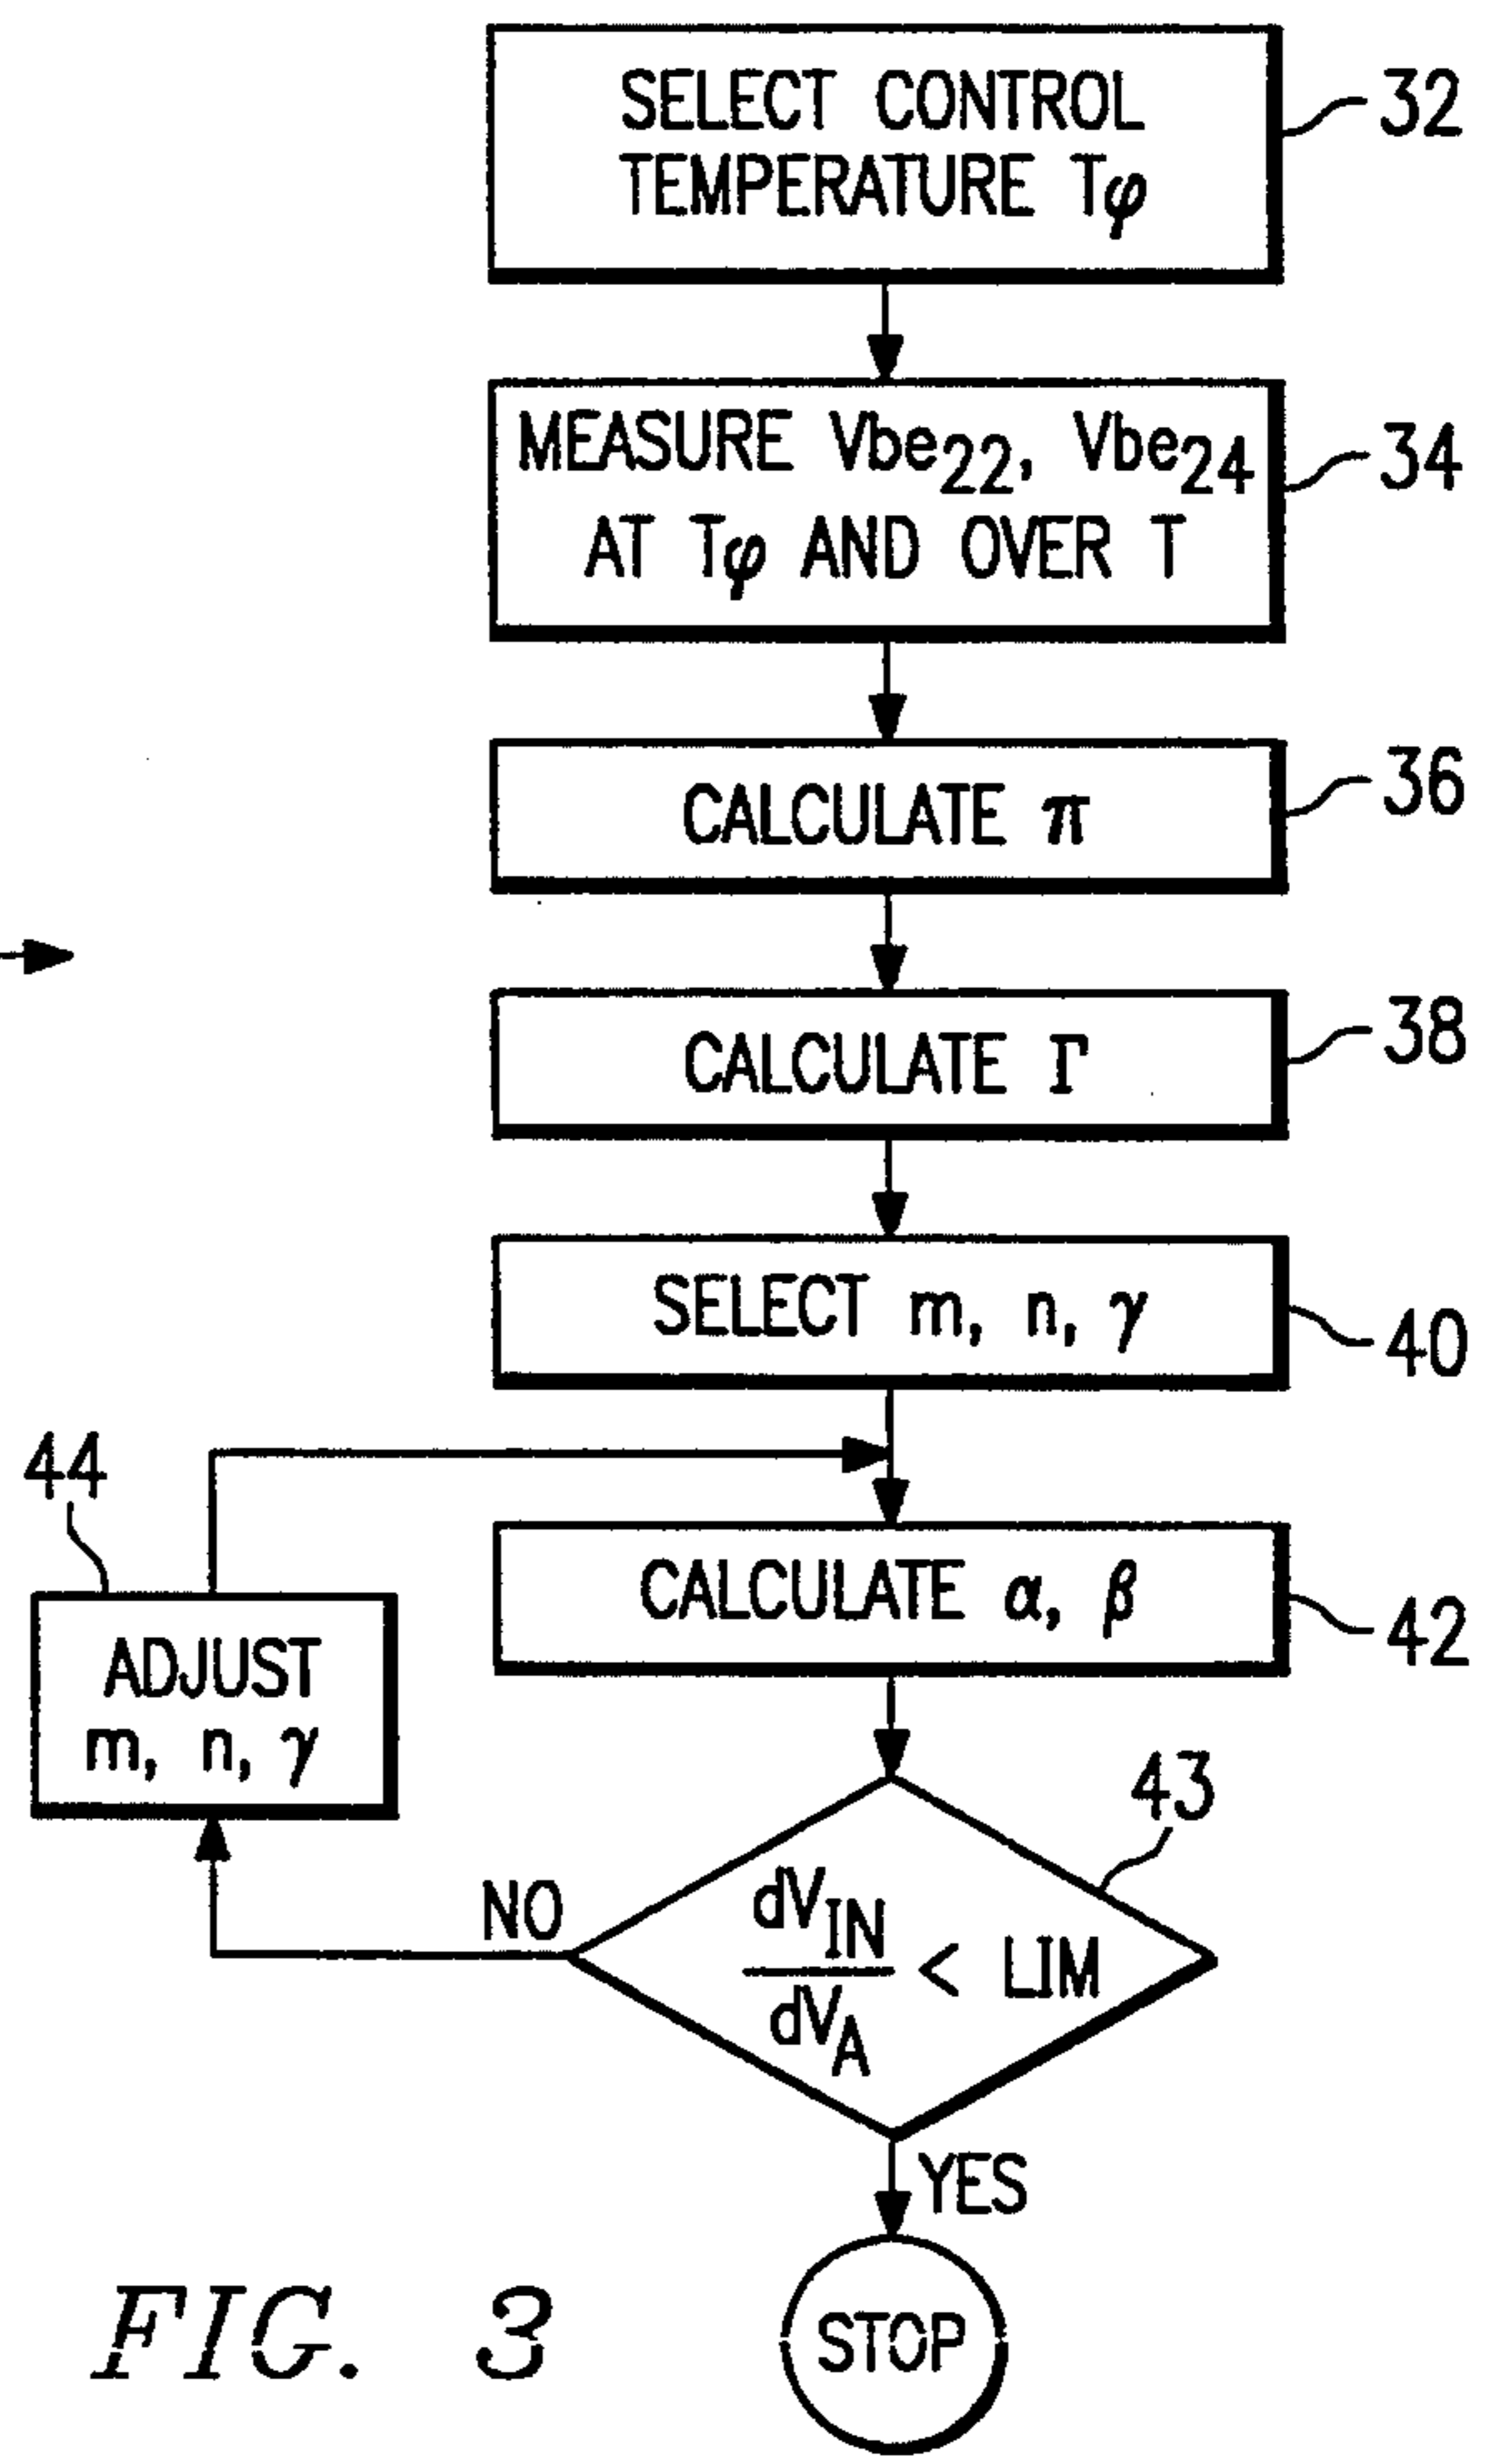 SELECT CONTROL
TEMPERATURE Tφ
32
MEASURE Vbe22, Vbe24
AT Tφ AND OVER T
34
CALCULATE π
36
CALCULATE Γ
38
SELECT m, n, γ
40
44
CALCULATE α, β
42
ADJUST
m, n, γ
43
dVIN
dVA
< LIM
NO
YES
STOP
FIG. 3